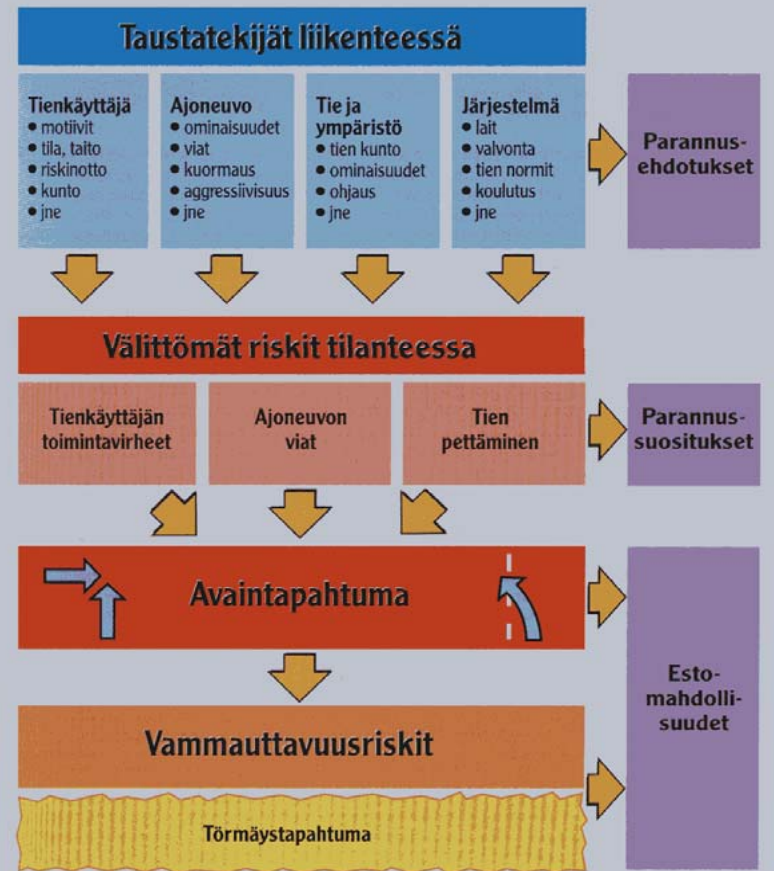 Taustatekijät liikenteessä
Tienkäyttäjä
• motiivit
• tila, taito
• riskinotto
• kunto
• jne
Ajoneuvo
• ominaisuudet
• viat
• kuormaus
• aggressiivisuus
• jne
Tie ja
ympäristö
• tien kunto
• ominaisuudet
• ohjaus
• jne
Järjestelmä
• lait
• valvonta
• tien normit
• koulutus
• jne
Parannus-
ehdotukset
Välittömät riskit tilanteessa
Tienkäyttäjän
toimintavirheet
Ajoneuvon
viat
Tien
pettäminen
Parannus-
suositukset
Avaintapahtuma
Esto-
mahdolli-
suudet
Vammauttavuusriskit
Törmäystapahtuma